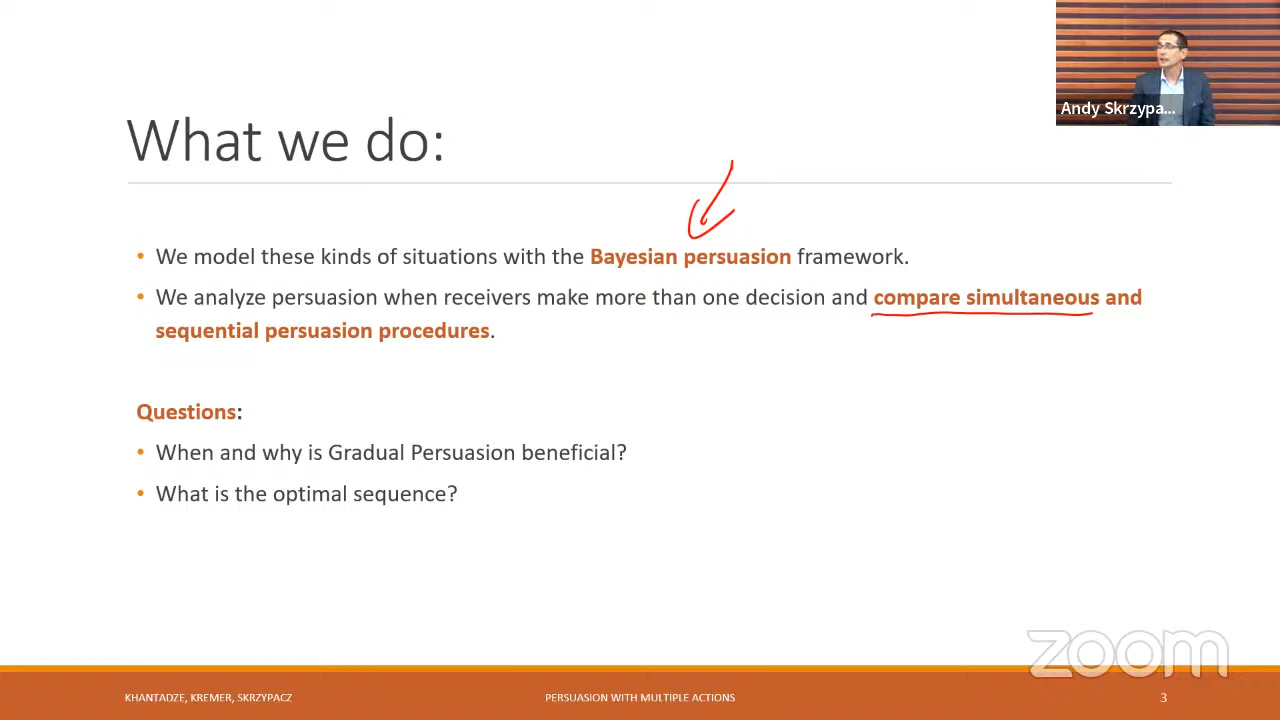 Andy Skrzypa...
What we do:
• We model these kinds of situations with the Bayesian persuasion framework.
• We analyze persuasion when receivers make more than one decision and compare simultaneous and
sequential persuasion procedures.
Questions:
• When and why is Gradual Persuasion beneficial?
• What is the optimal sequence?
zoom
KHANTADZE, KREMER, SKRZYPACZ
PERSUASION WITH MULTIPLE ACTIONS
3